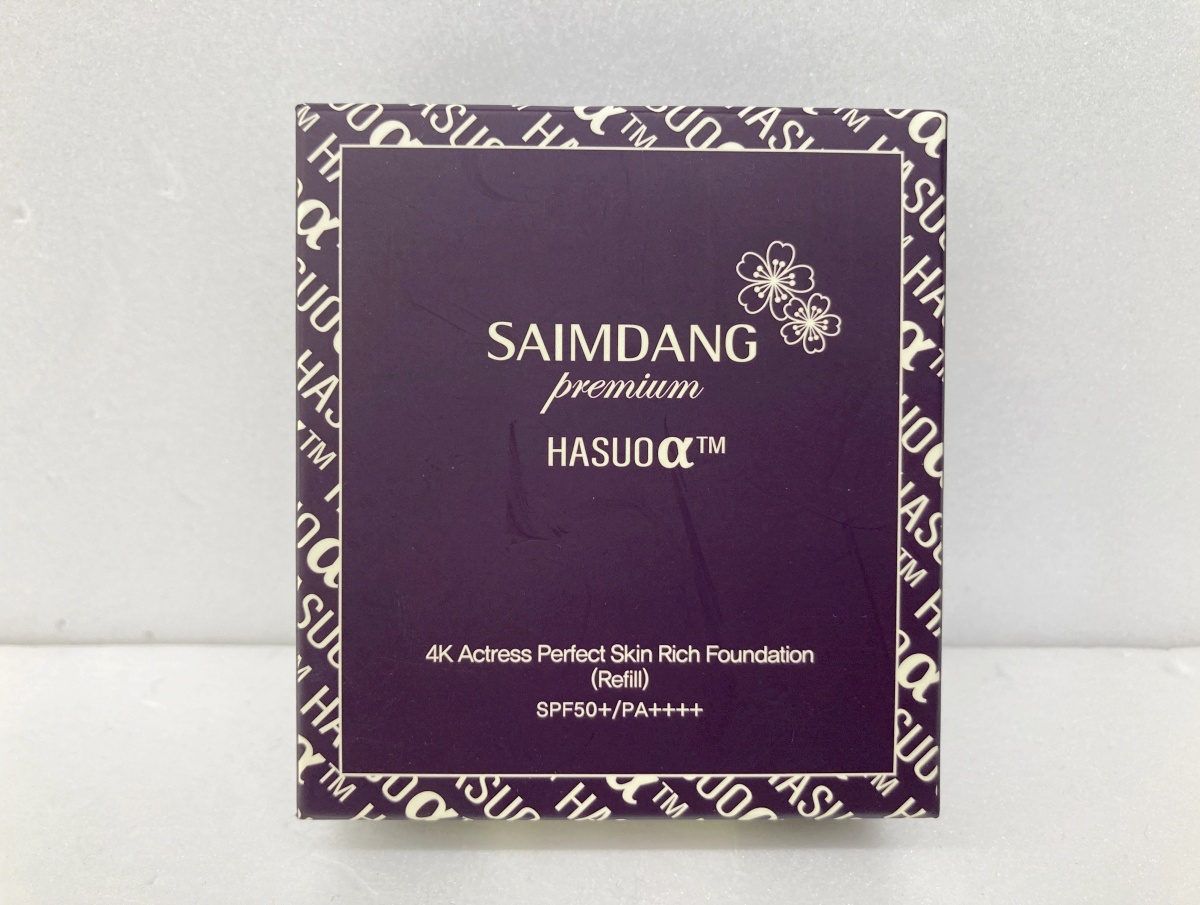 SAIMDANG
premium
HASUOα™
4K Actress Perfect Skin Rich Foundation
(Refill)
SPF50+/PA++++